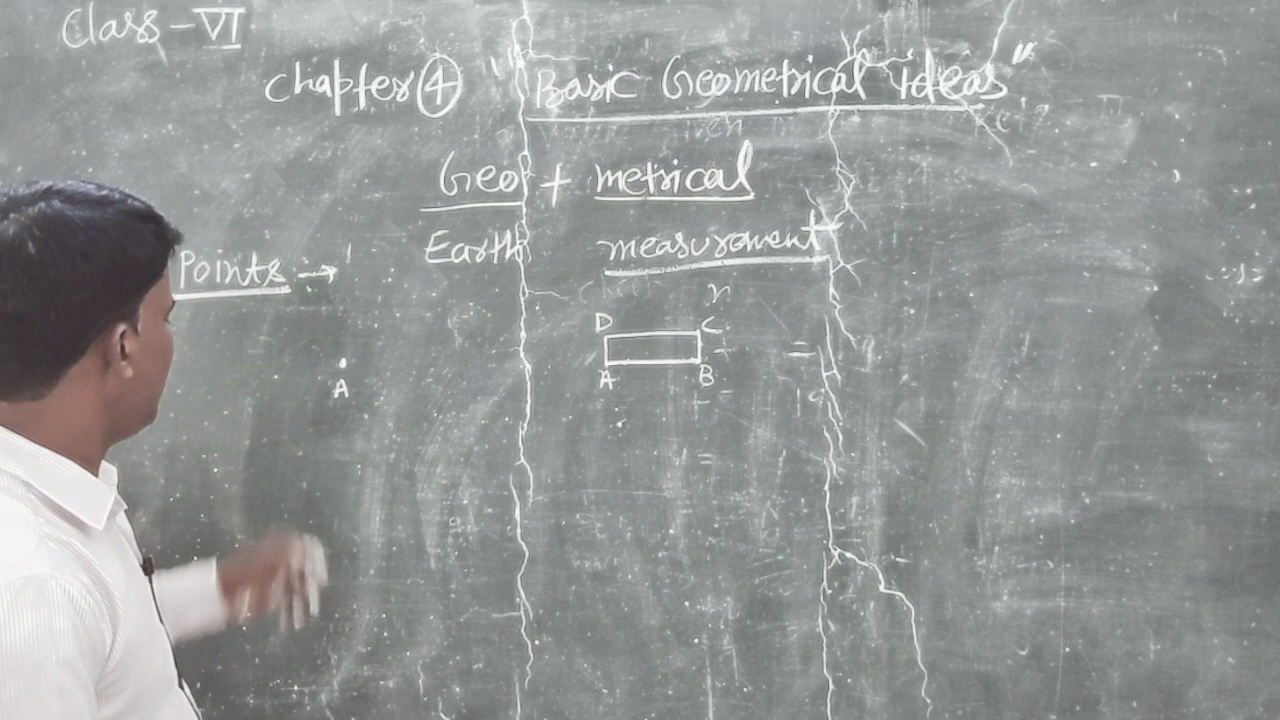 Class - VI
Chapter 4 "Basic Geometrical ideas"
Geo + metrical
Earth measurement
Points →
D C
A B
A